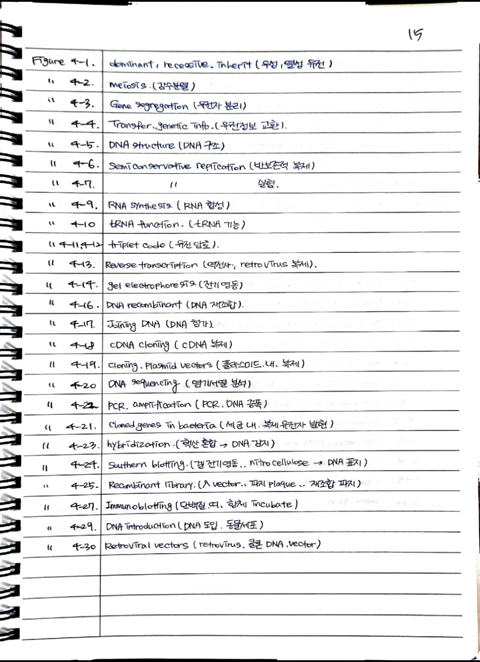 15
Figure 4-1. dominant, recessive. inherit (우성, 열성 유전)
" 4-2. meiosis. (감수분열)
" 4-3. Gene segregation (유전자 분리)
" 4-4. Transfer. genetic info. (유전정보 교환).
" 4-5. DNA structure (DNA 구조)
" 4-6. Semiconservative replication (반보존적 복제)
" 4-7. " 실험.
" 4-9. RNA synthesis (RNA 합성)
" 4-10 tRNA function. (tRNA 기능)
" 4-11, 4-12 triplet code (유전 암호)
" 4-13. Reverse transcription (역전사, retrovirus 복제).
" 4-14. gel electrophoresis (전기영동)
" 4-16. DNA recombinant (DNA 재조합).
" 4-17. Joining DNA (DNA 접가)
" 4-18 cDNA cloning (cDNA 복제)
" 4-19. cloning. Plasmid vectors (플라스미드.내. 복제)
" 4-20 DNA sequencing (염기서열 분석)
" 4-22 PCR. amplification (PCR. DNA 증폭)
" 4-21. Cloned genes in bacteria (세균 내. 복제유전자 발현)
" 4-23. hybridization. (핵산 혼합 → DNA 감지)
" 4-24. Southern blotting. (겔 전기영동.. nitrocellulose → DNA 표지)
" 4-25. Recombinant library. (λ vector.. 파지 plaque.. 재조합 파지)
" 4-27. Immunoblotting (단백질 띠. 항체 incubate)
" 4-29. DNA introduction (DNA 도입. 동물세포)
" 4-30 Retroviral vectors (retrovirus. DNA. vector)